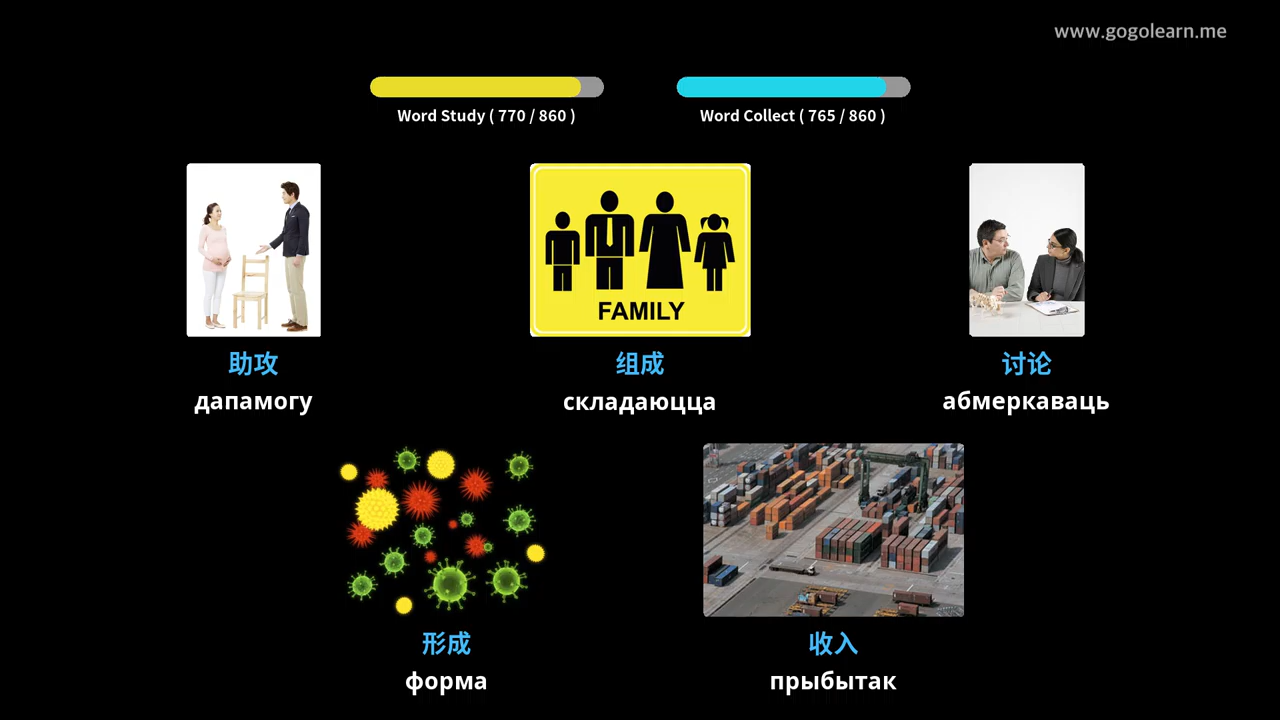 www.gogolearn.me
Word Study ( 770 / 860 )
Word Collect ( 765 / 860 )
FAMILY
助攻
组成
讨论
дапамогу
складаюцца
абмеркаваць
形成
收入
форма
прыбытак